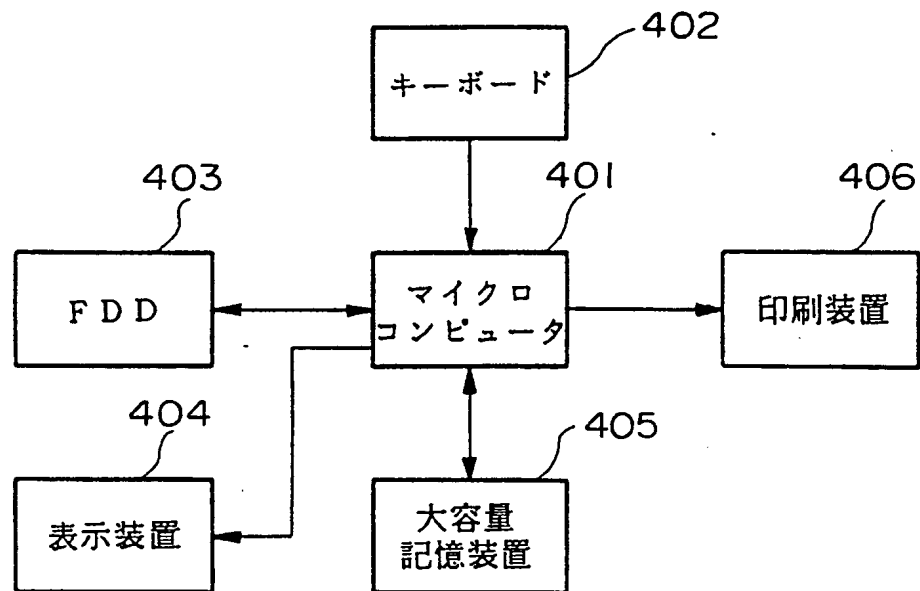 402
キーボード
403
401
406
FDD
マイクロ
コンピュータ
印刷装置
404
405
表示装置
大容量
記憶装置